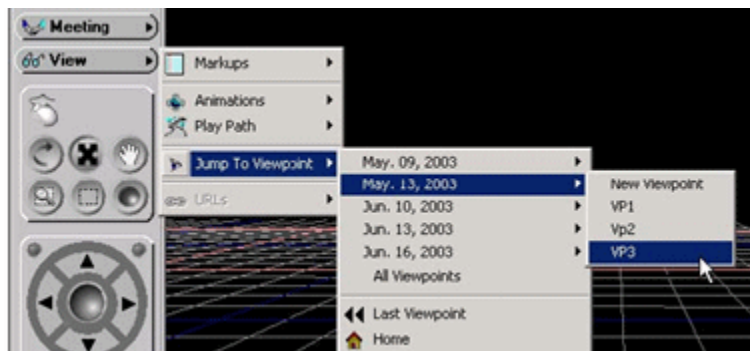 Meeting
View
Markups
Animations
Play Path
Jump To Viewpoint
URLs
May. 09, 2003
May. 13, 2003
Jun. 10, 2003
Jun. 13, 2003
Jun. 16, 2003
All Viewpoints
Last Viewpoint
Home
New Viewpoint
VP1
Vp2
VP3